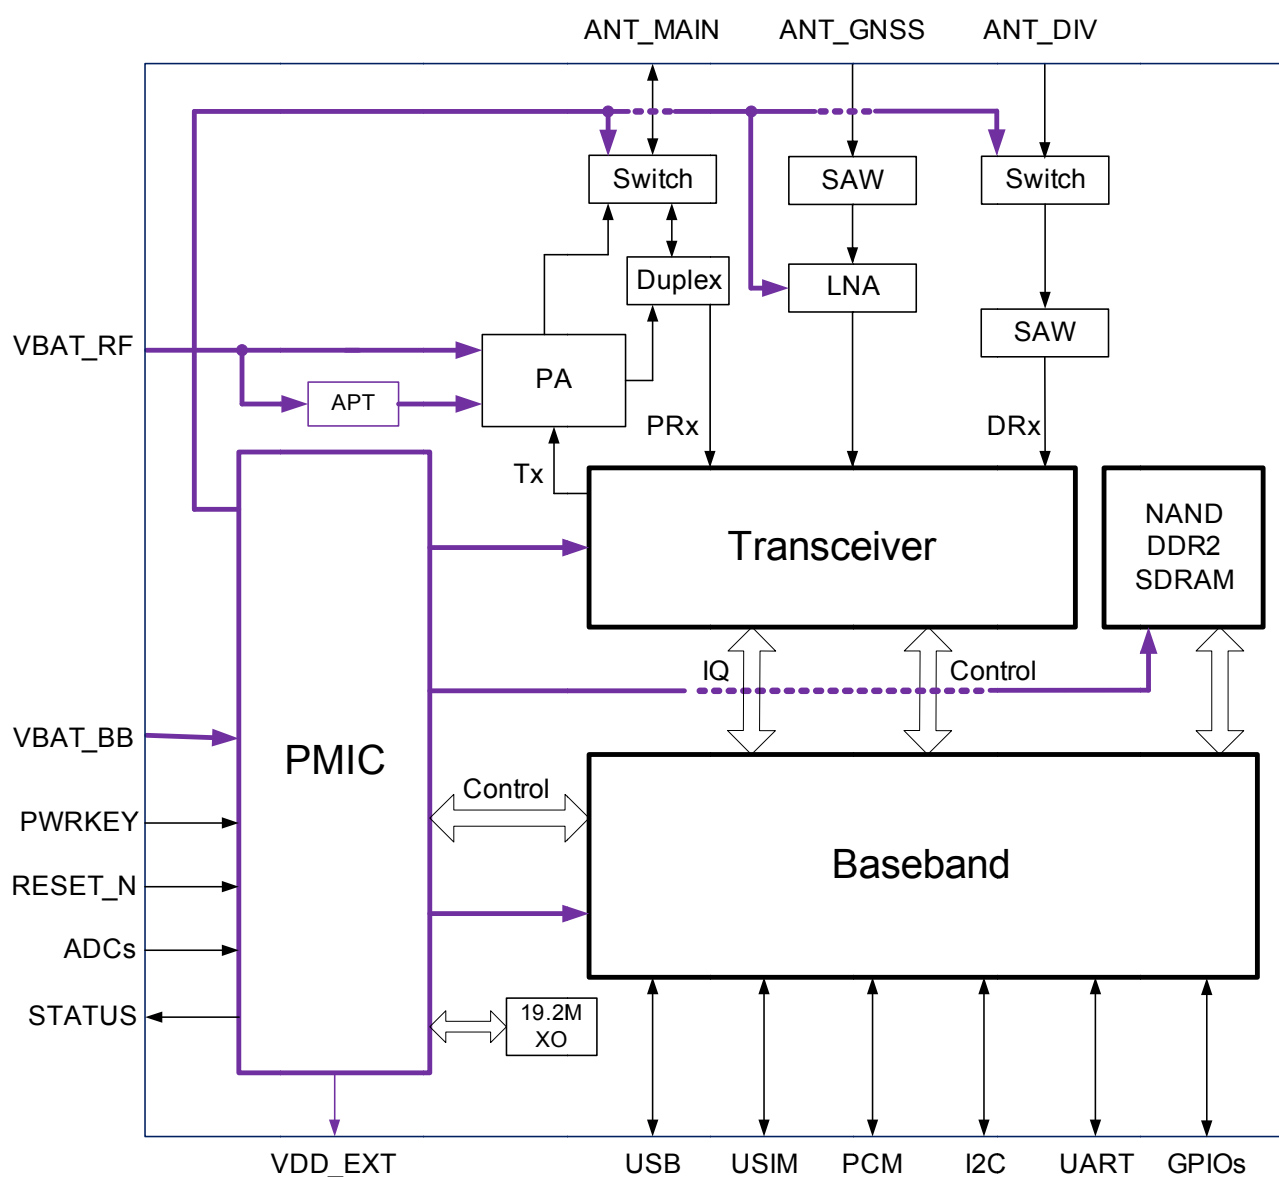 ANT_MAIN ANT_GNSS ANT_DIV
Switch SAW Switch
Duplex LNA
SAW
VBAT_RF
PA
APT
PRx DRx
Tx
Transceiver
NAND
DDR2
SDRAM
IQ Control
VBAT_BB
PMIC
Control
PWRKEY
Baseband
RESET_N
ADCs
STATUS
19.2M
XO
VDD_EXT USB USIM PCM I2C UART GPIOs